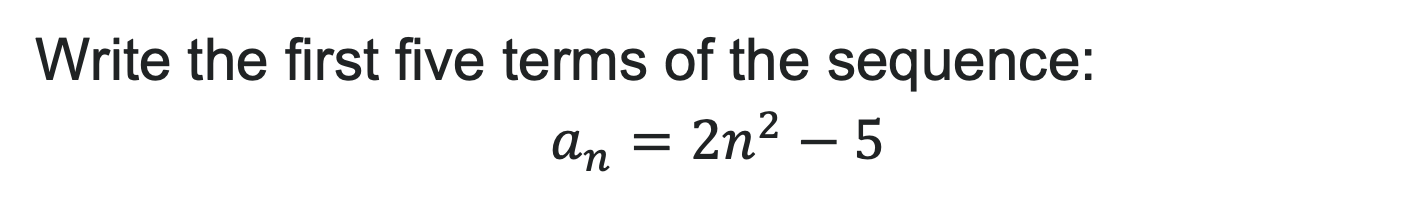 Write the first five terms of the sequence:
aₙ = 2n² − 5